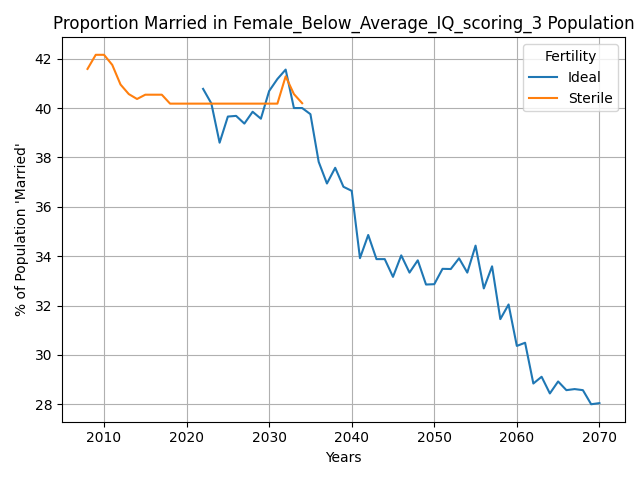 Proportion Married in Female_Below_Average_IQ_scoring_3 Population
% of Population 'Married'
42
40
38
36
34
32
30
28
Fertility
Ideal
Sterile
2010 2020 2030 2040 2050 2060 2070
Years